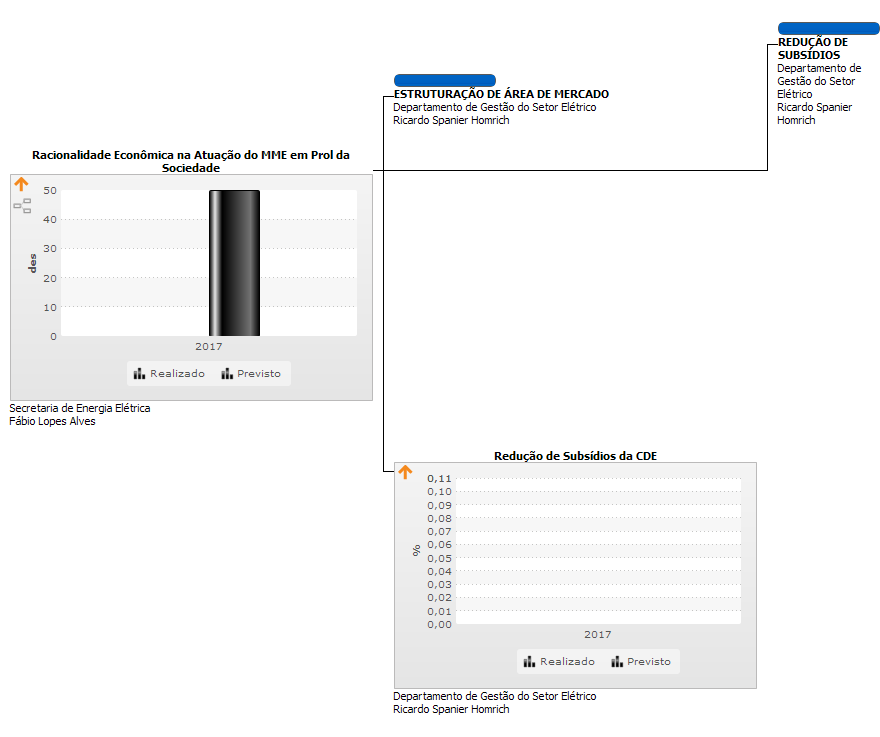 REDUÇÃO DE
SUBSÍDIOS
Departamento de
Gestão do Setor
Elétrico
Ricardo Spanier
Homrich
ESTRUTURAÇÃO DE ÁREA DE MERCADO
Departamento de Gestão do Setor Elétrico
Ricardo Spanier Homrich
Racionalidade Econômica na Atuação do MME em Prol da
Sociedade
50
40
30
20
10
0
des
2017
Realizado Previsto
Secretaria de Energia Elétrica
Fábio Lopes Alves
Redução de Subsídios da CDE
0,11
0,10
0,09
0,08
0,07
0,06
0,05
0,04
0,03
0,02
0,01
0,00
%
2017
Realizado Previsto
Departamento de Gestão do Setor Elétrico
Ricardo Spanier Homrich